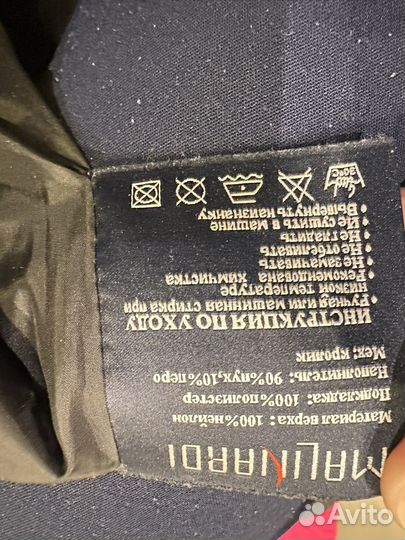 MALINARDI
Материал верха: 100%нейлон
Подкладка: 100%полиэстер
Наполнитель: 90%пух,10%перо
Мех: кролик
ИНСТРУКЦИЯ ПО УХОДУ
• Ручная или машинная стирка при
низкой температуре
• Рекомендована химчистка
• Не замачивать
• Не отбеливать
• Не гладить
• Не сушить в машине
• Вывернуть наизнанку
30°C
Avito